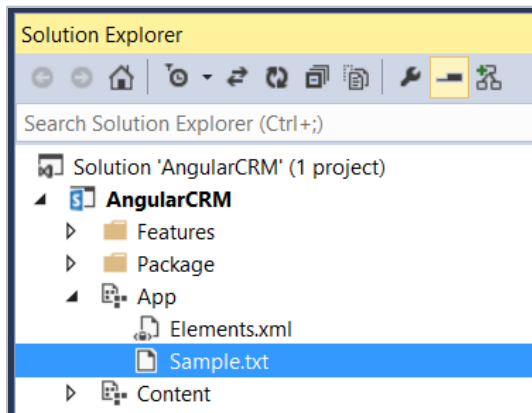 Solution Explorer
Search Solution Explorer (Ctrl+;)
Solution 'AngularCRM' (1 project)
AngularCRM
Features
Package
App
Elements.xml
Sample.txt
Content